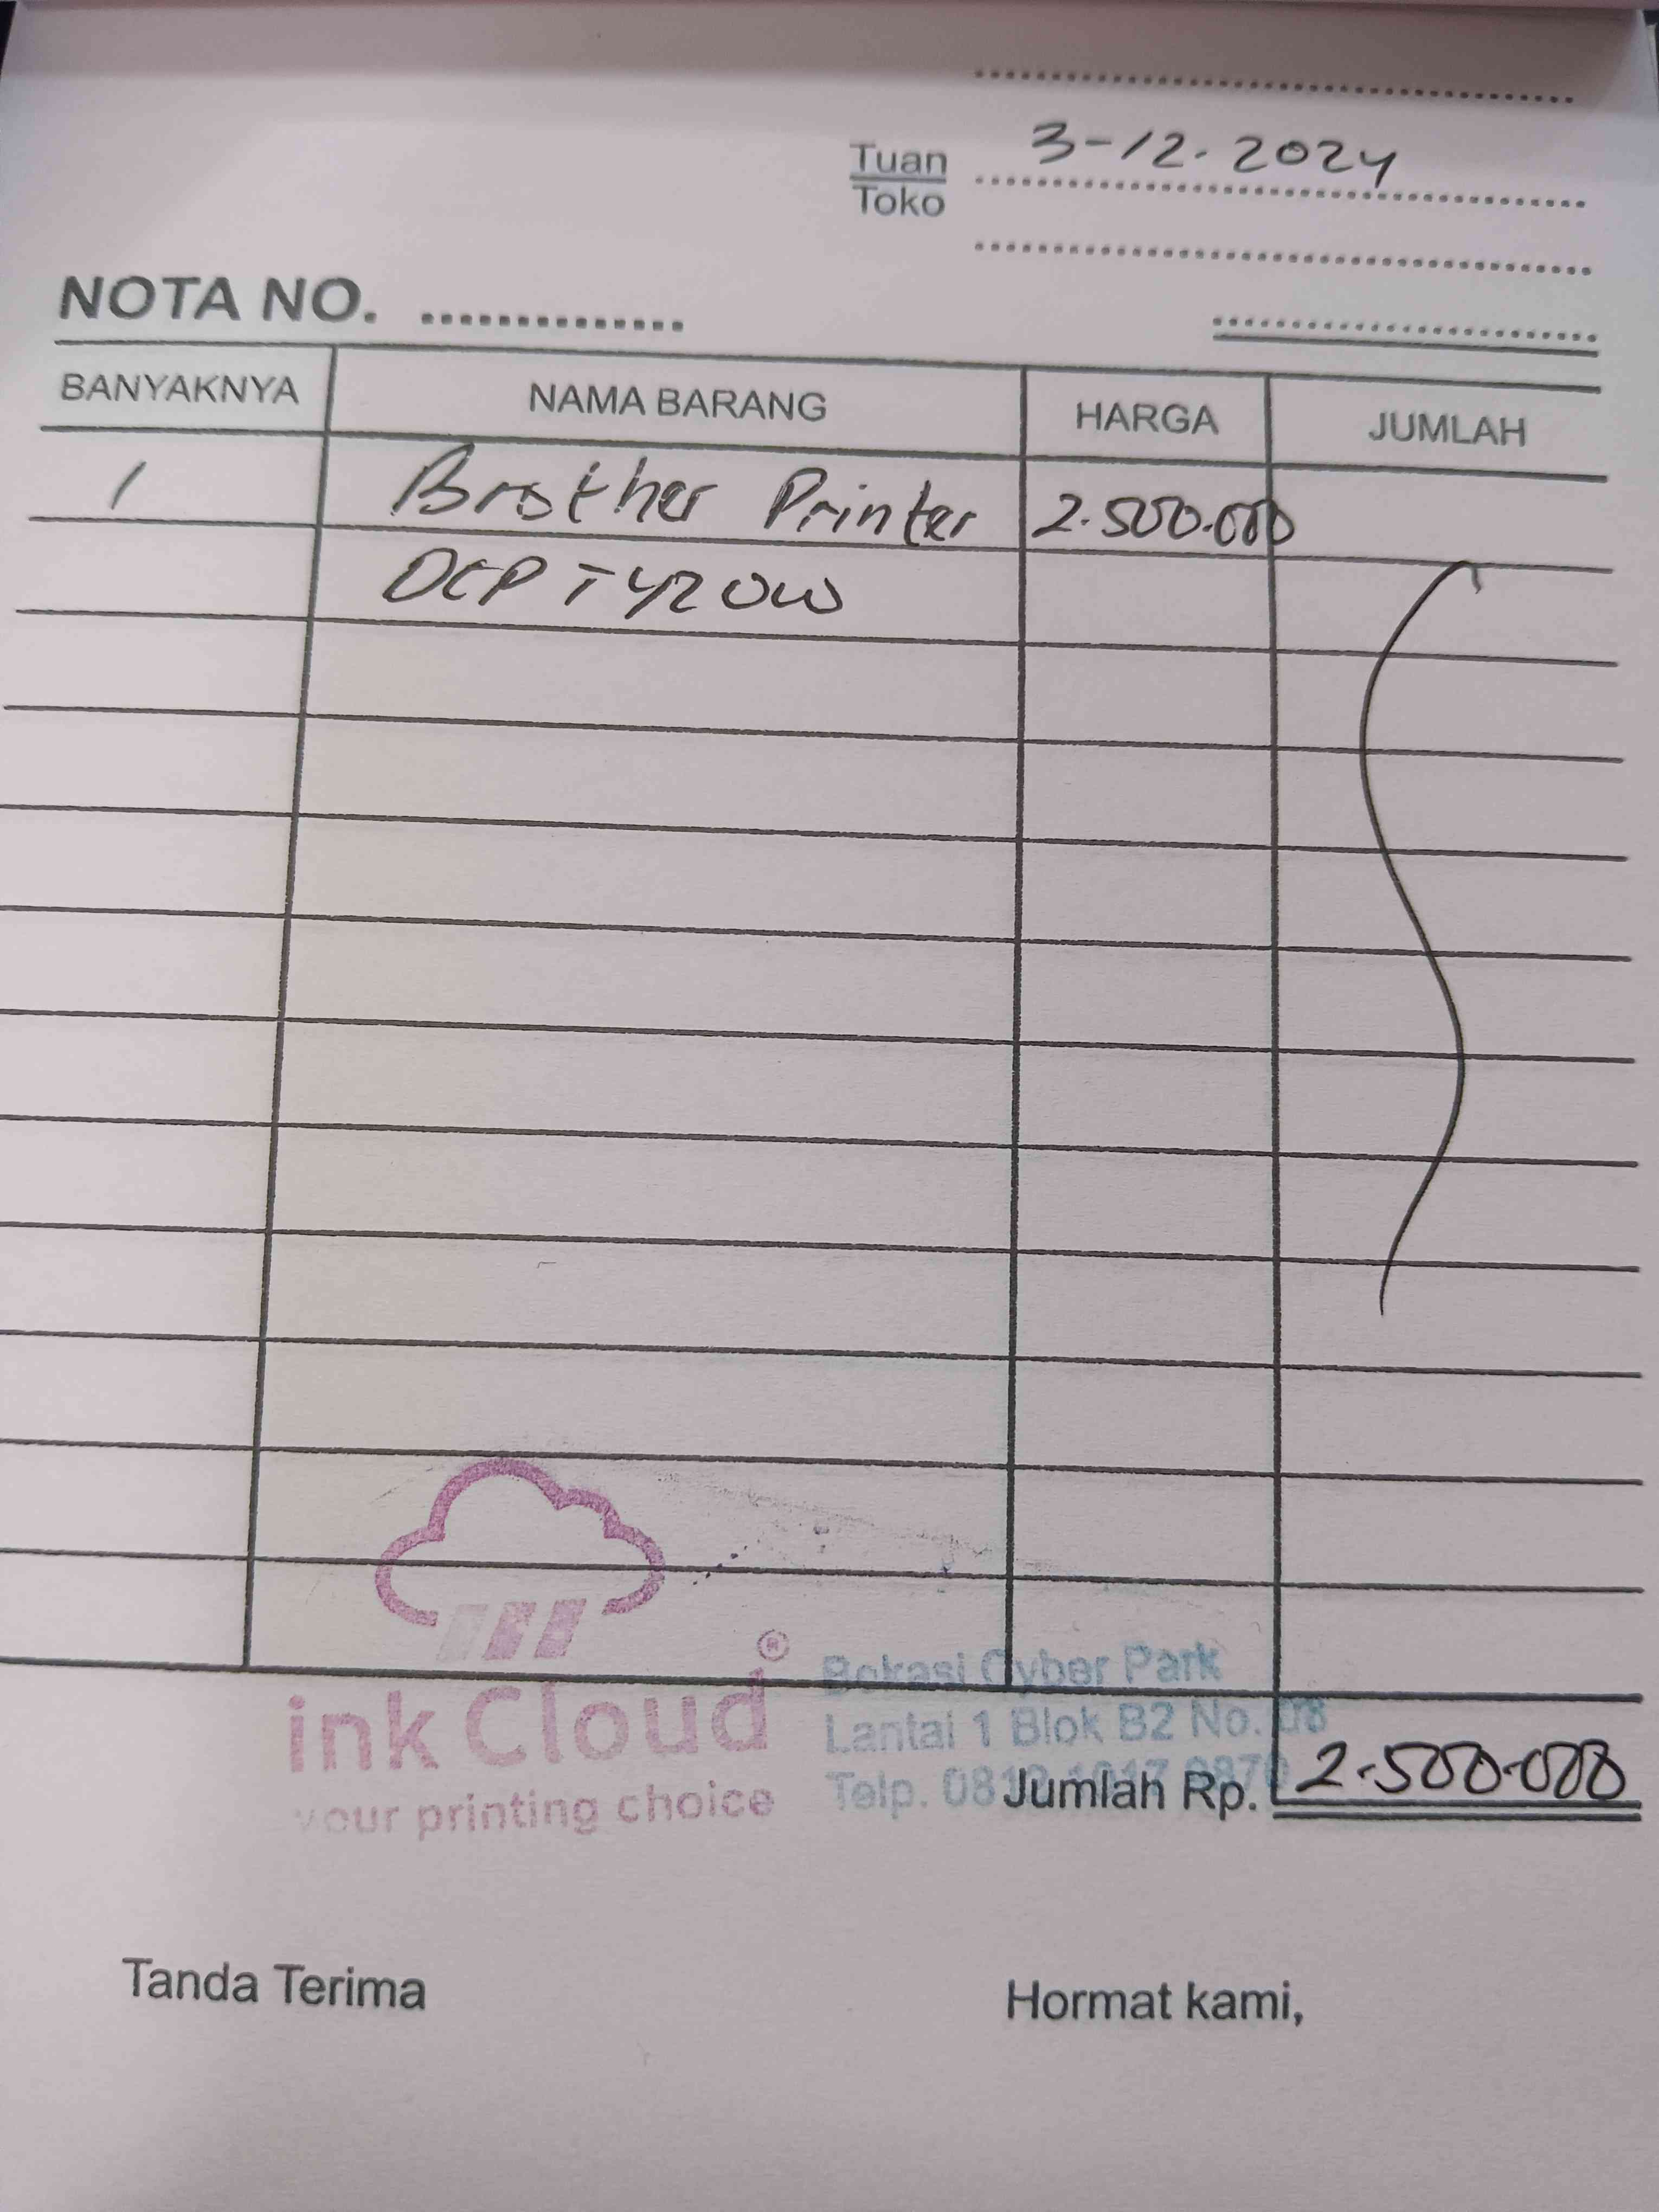 3-12-2024
Tuan
Toko
NOTA NO.
BANYAKNYA NAMA BARANG HARGA JUMLAH
1 Brother Printer 2.500.000
DCP T420W
ink Cloud ®
your printing choice
Bekasi Cyber Park
Lantai 1 Blok B2 No. 08
Telp.
Jumlah Rp. 2.500.000
Tanda Terima Hormat kami,